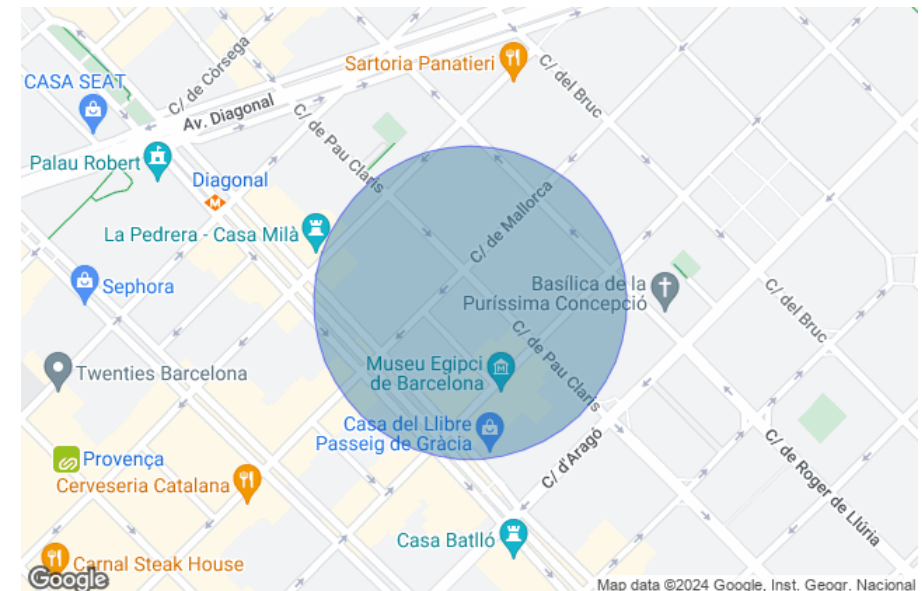 Sartoria Panatieri
C/ de Còrsega
C/ del Bruc
CASA SEAT
Av. Diagonal
C/ de Pau Claris
Palau Robert
Diagonal
C/ de Mallorca
La Pedrera - Casa Milà
Sephora
Basílica de la
Puríssima Concepció
C/ del Bruc
C/ de Pau Claris
Museu Egipci
de Barcelona
Twenties Barcelona
Casa del Llibre
Passeig de Gràcia
C/ d'Aragó
C/ de Roger de Llúria
Provença
Cerveseria Catalana
Casa Batlló
Carnal Steak House
Google
Map data ©2024 Google, Inst. Geogr. Nacional